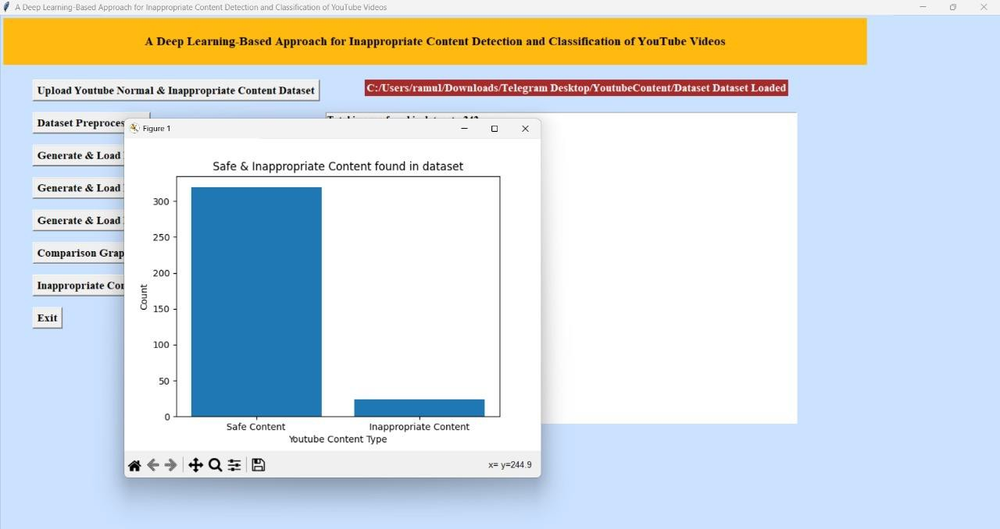 A Deep Learning-Based Approach for Inappropriate Content Detection and Classification of YouTube Videos
A Deep Learning-Based Approach for Inappropriate Content Detection and Classification of YouTube Videos
Upload Youtube Normal & Inappropriate Content Dataset
C:/Users/ramul/Downloads/Telegram Desktop/YoutubeContent/Dataset Dataset Loaded
Dataset
Figure 1
Generate & Load
Generate & Load
Generate & Load
Comparison
Inappropriate
Exit
Safe & Inappropriate Content found in dataset
300
250
200
150
100
50
0
Count
Safe Content
Inappropriate Content
Youtube Content Type
x= y=244.9